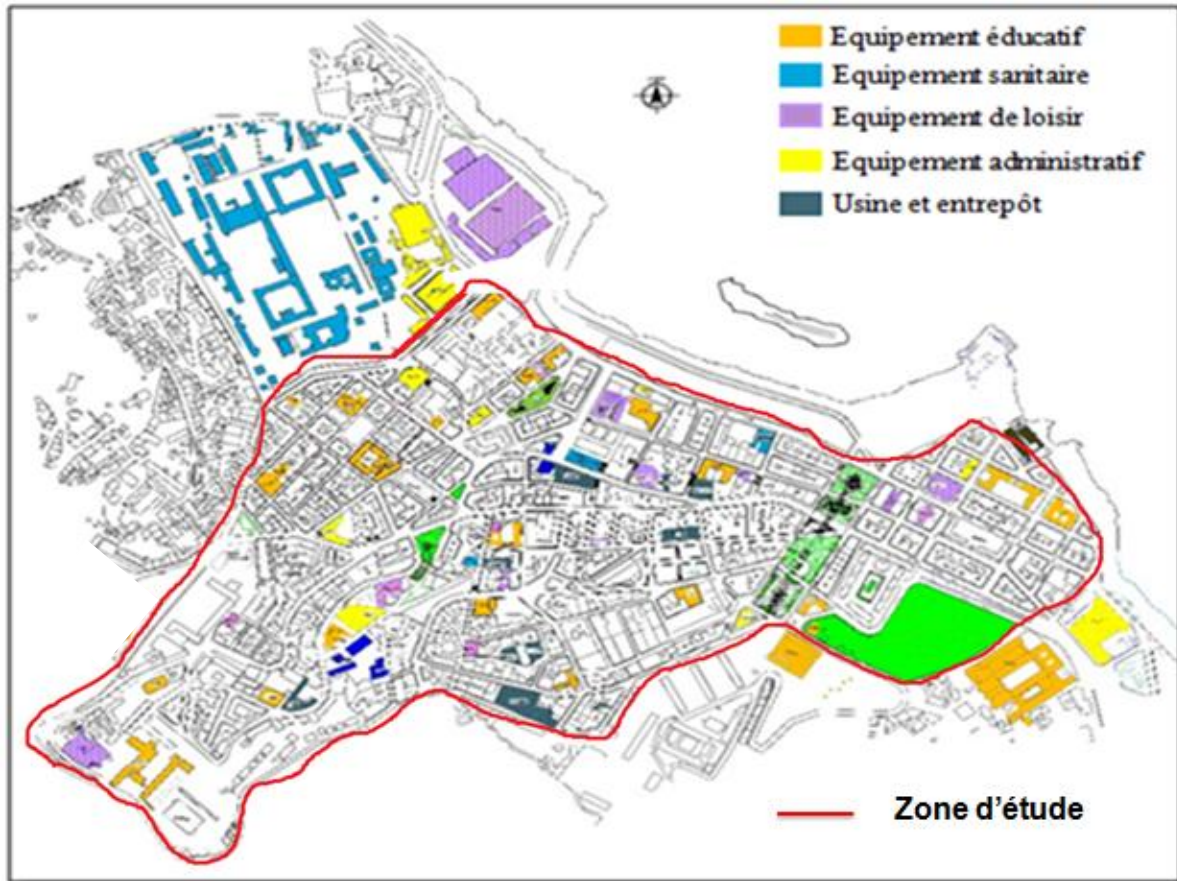 Equipement éducatif
Equipement sanitaire
Equipement de loisir
Equipement administratif
Usine et entrepôt
Zone d'étude